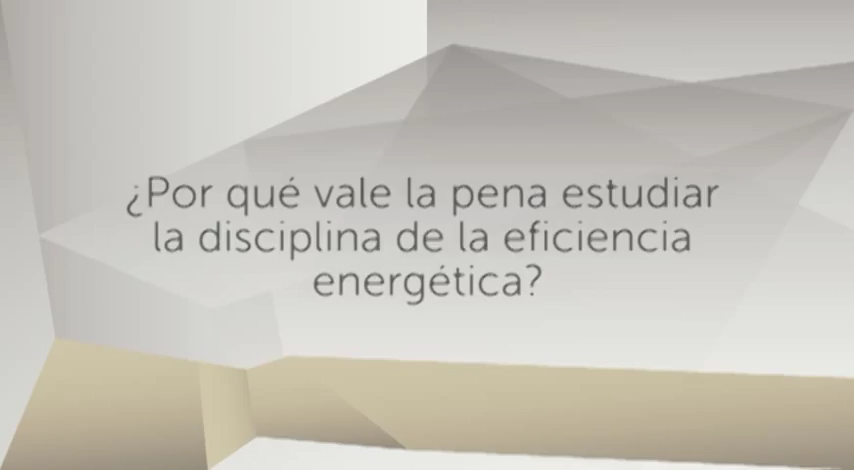 ¿Por qué vale la pena estudiar
la disciplina de la eficiencia
energética?